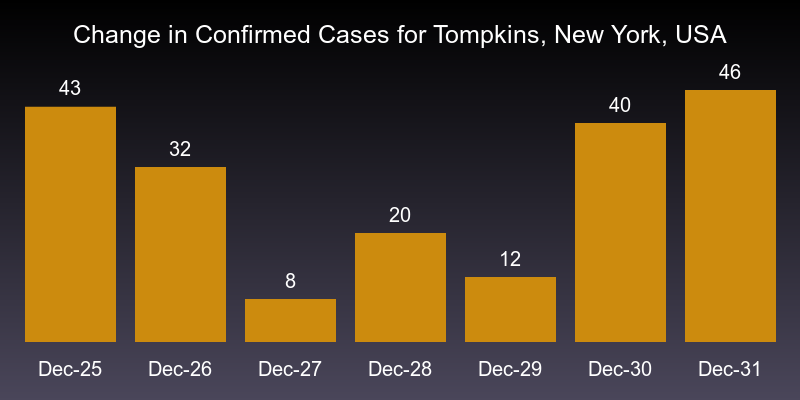 Change in Confirmed Cases for Tompkins, New York, USA
43
32
8
20
12
40
46
Dec-25
Dec-26
Dec-27
Dec-28
Dec-29
Dec-30
Dec-31